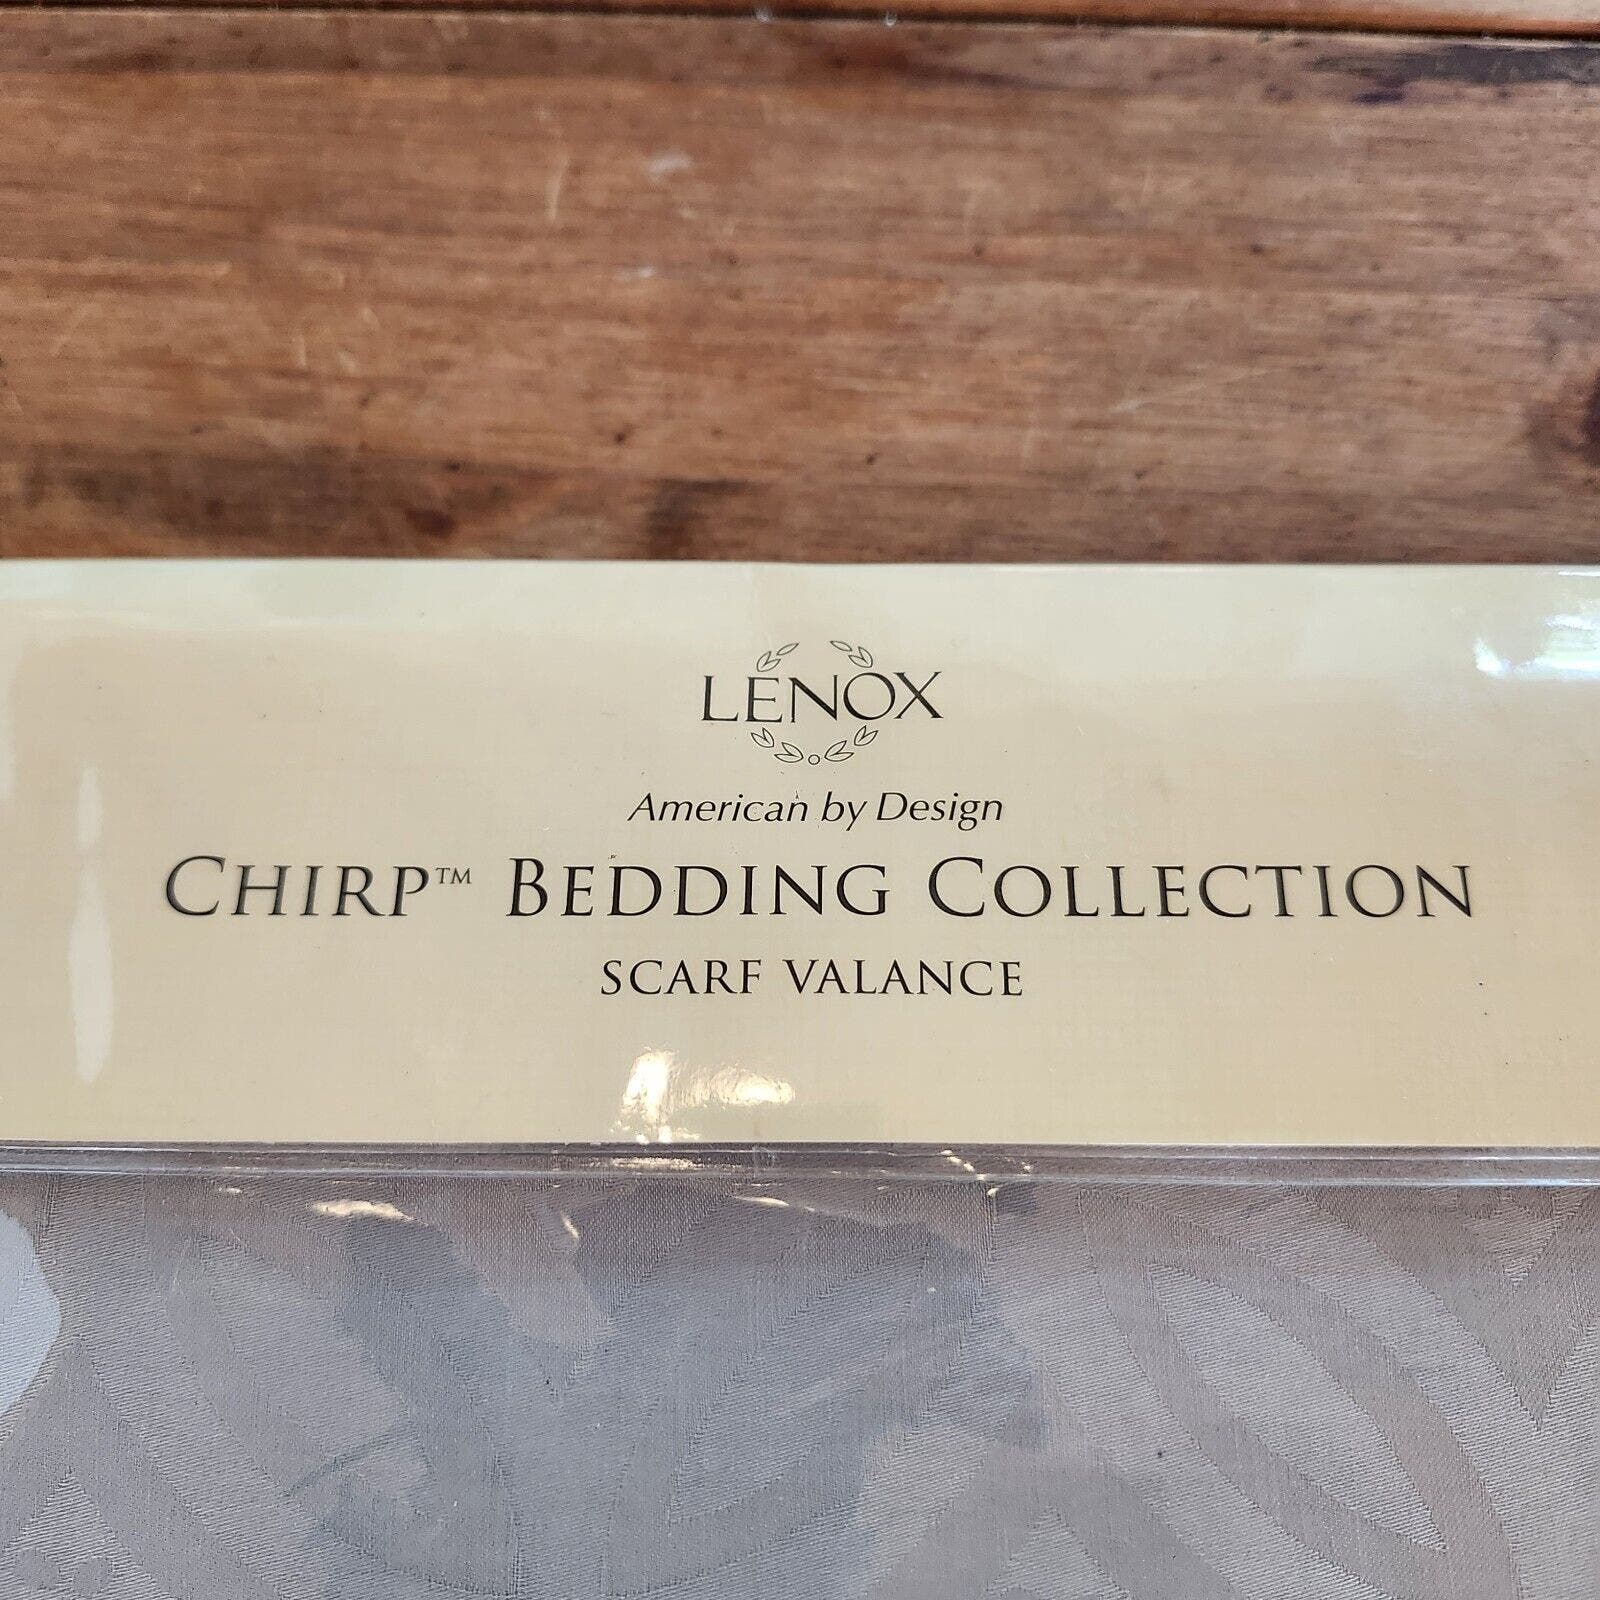 LENOX
American by Design
CHIRP™ BEDDING COLLECTION
SCARF VALANCE